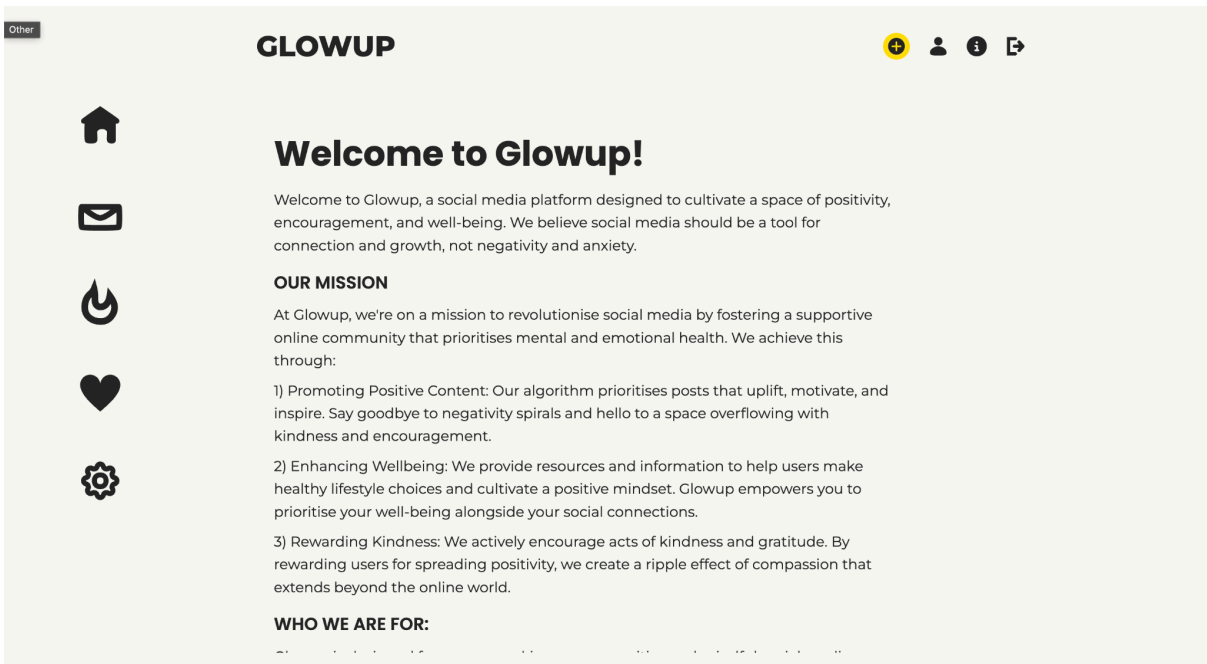 Other
GLOWUP
Welcome to Glowup!
Welcome to Glowup, a social media platform designed to cultivate a space of positivity,
encouragement, and well-being. We believe social media should be a tool for
connection and growth, not negativity and anxiety.
OUR MISSION
At Glowup, we're on a mission to revolutionise social media by fostering a supportive
online community that prioritises mental and emotional health. We achieve this
through:
1) Promoting Positive Content: Our algorithm prioritises posts that uplift, motivate, and
inspire. Say goodbye to negativity spirals and hello to a space overflowing with
kindness and encouragement.
2) Enhancing Wellbeing: We provide resources and information to help users make
healthy lifestyle choices and cultivate a positive mindset. Glowup empowers you to
prioritise your well-being alongside your social connections.
3) Rewarding Kindness: We actively encourage acts of kindness and gratitude. By
rewarding users for spreading positivity, we create a ripple effect of compassion that
extends beyond the online world.
WHO WE ARE FOR: